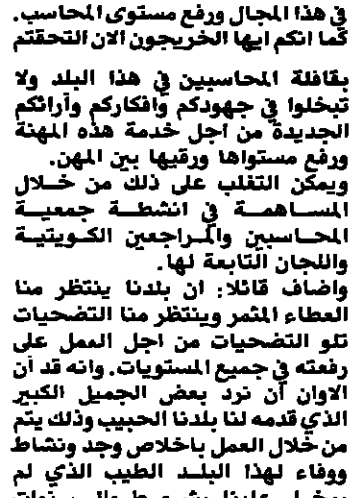 في هذا المجال ورفع مستوى المحاسب.
كما انكم ايها الخريجون الان التحقتم
بقافلة المحاسبين في هذا البلد ولا
تبخلوا في جهودكم وافكاركم وآرائكم
الجديدة من اجل خدمة هذه المهنة
ورفع مستواها ورقيها بين المهن.
ويمكن التغلب على ذلك من خلال
المساهمة في انشطة جمعية
المحاسبين والمراجعين الكويتية
واللجان التابعة لها.
واضاف قائلا: ان بلدنا ينتظر منا
العطاء المثمر وينتظر منا التضحيات
تلو التضحيات من اجل العمل على
رفعته في جميع المستويات. وانه قد آن
الاوان أن نرد بعض الجميل الكبير
الذي قدمه لنا بلدنا الحبيب وذلك يتم
من خلال العمل باخلاص وجد ونشاط
ووفاء لهذا البلد الطيب الذي لم